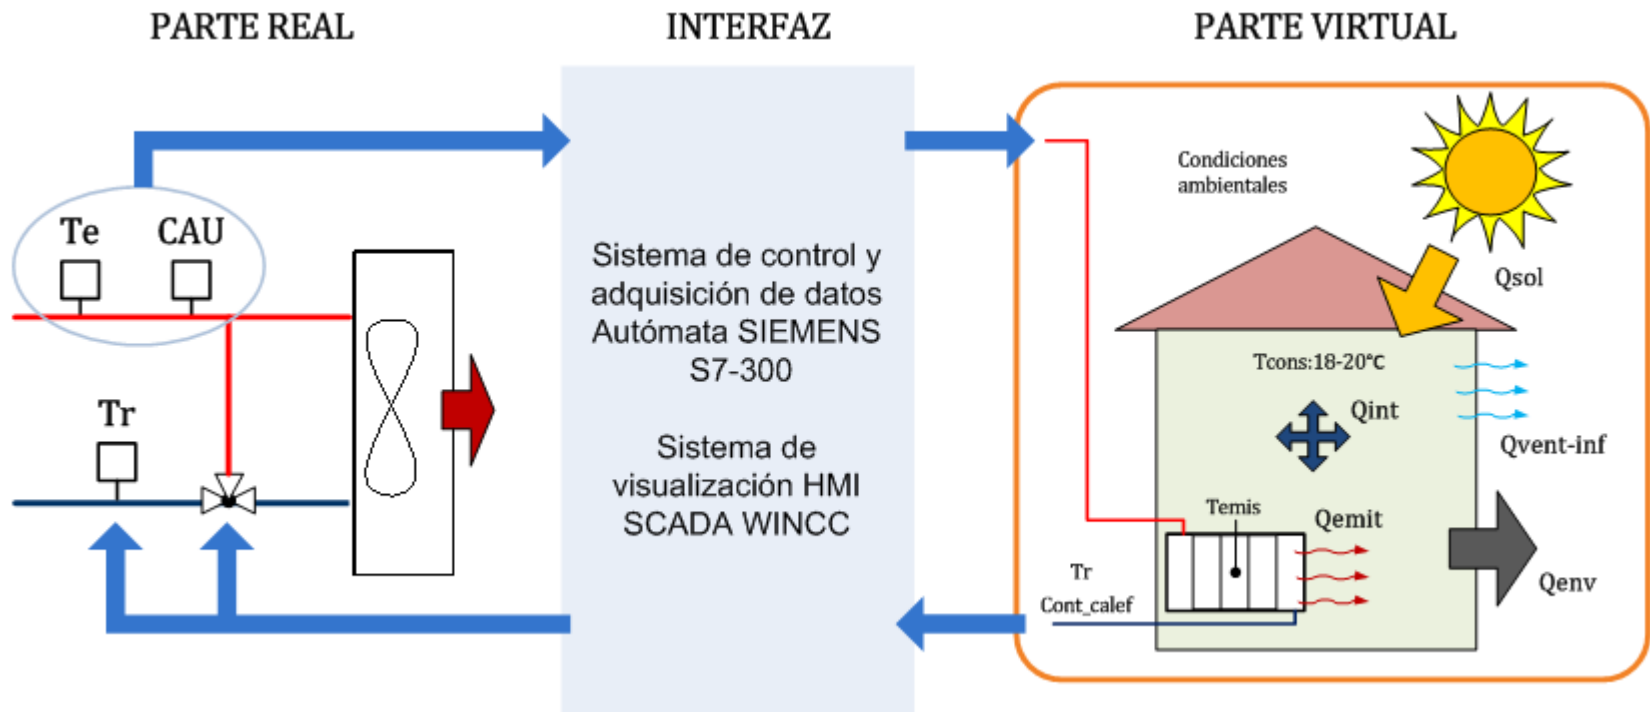 PARTE REAL
INTERFAZ
PARTE VIRTUAL
Te
CAU
Tr
Sistema de control y
adquisición de datos
Autómata SIEMENS
S7-300
Sistema de
visualización HMI
SCADA WINCC
Condiciones
ambientales
Qsol
Tcons:18-20°C
Qint
Qvent-inf
Temis
Qemit
Tr
Cont_calef
Qenv